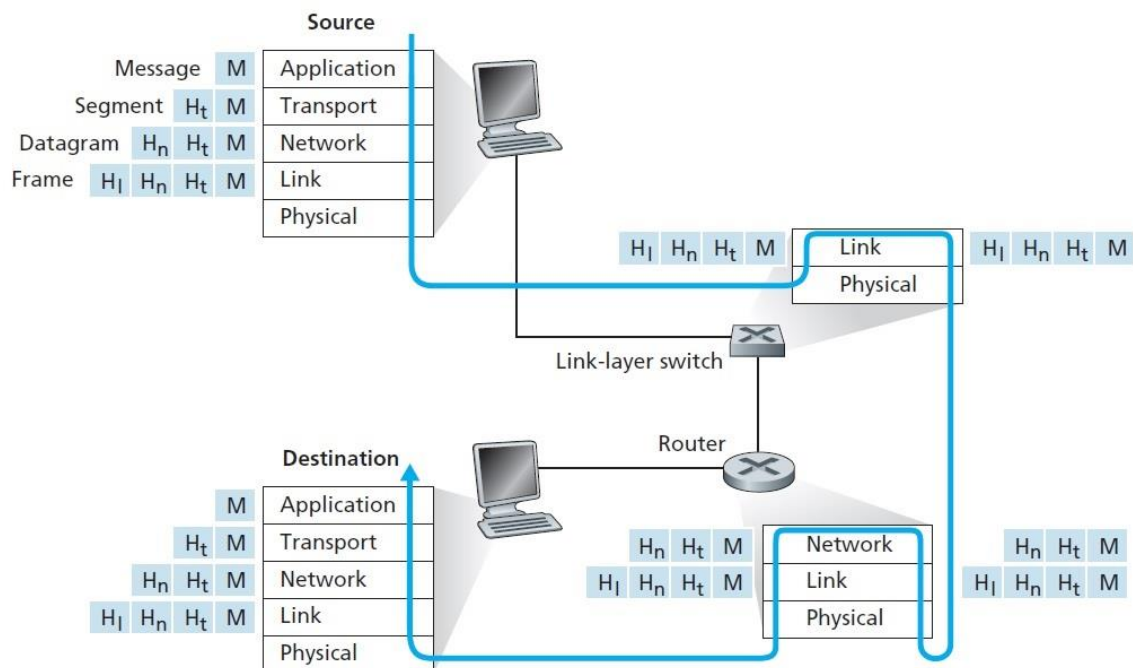 Source
Message M Application
Segment Ht M Transport
Datagram Hn Ht M Network
Frame Hl Hn Ht M Link
Physical
Hl Hn Ht M Link Hl Hn Ht M
Physical
Link-layer switch
Router
Destination
M Application
Ht M Transport
Hn Ht M Network
Hl Hn Ht M Link
Physical
Hn Ht M Network Hn Ht M
Hl Hn Ht M Link Hl Hn Ht M
Physical